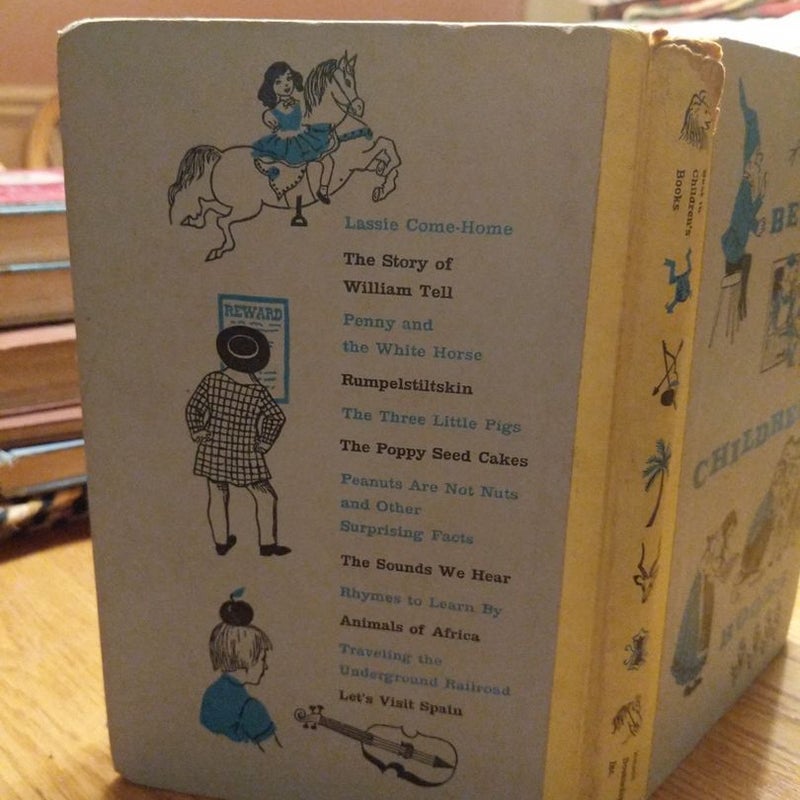 REWARD
Lassie Come-Home
The Story of
William Tell
Penny and
the White Horse
Rumpelstiltskin
The Three Little Pigs
The Poppy Seed Cakes
Peanuts Are Not Nuts
and Other
Surprising Facts
The Sounds We Hear
Rhymes to Learn By
Animals of Africa
Traveling the
Underground Railroad
Let's Visit Spain
Best in
Children's
Books
BE
CHILDRE